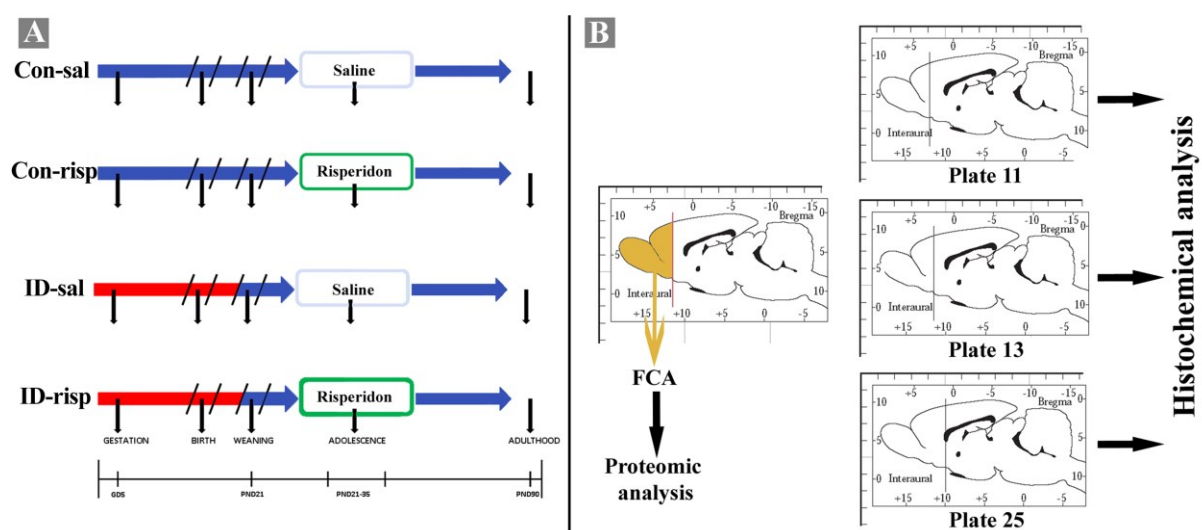 A
Con-sal
Saline
Con-risp
Risperidon
ID-sal
Saline
ID-risp
Risperidon
GESTATION BIRTH WEANING ADOLESCENCE ADULTHOOD
GD5 PND21 PND21-35 PND90
B
+5 0 -5 -10 -15
-10 Bregma 0
-5 5
-0 Interaural 10
+15 +10 +5 0 -5
FCA
Proteomic
analysis
+5 0 -5 -10 -15
-10 Bregma 0
-5 5
-0 Interaural 10
+15 +10 +5 0 -5
Plate 11
+5 0 -5 -10 -15
-10 Bregma 0
-5 5
-0 Interaural 10
+15 +10 +5 0 -5
Plate 13
+5 0 -5 -10 -15
-10 Bregma 0
-5 5
-0 Interaural 10
+15 +10 +5 0 -5
Plate 25
Histochemical analysis